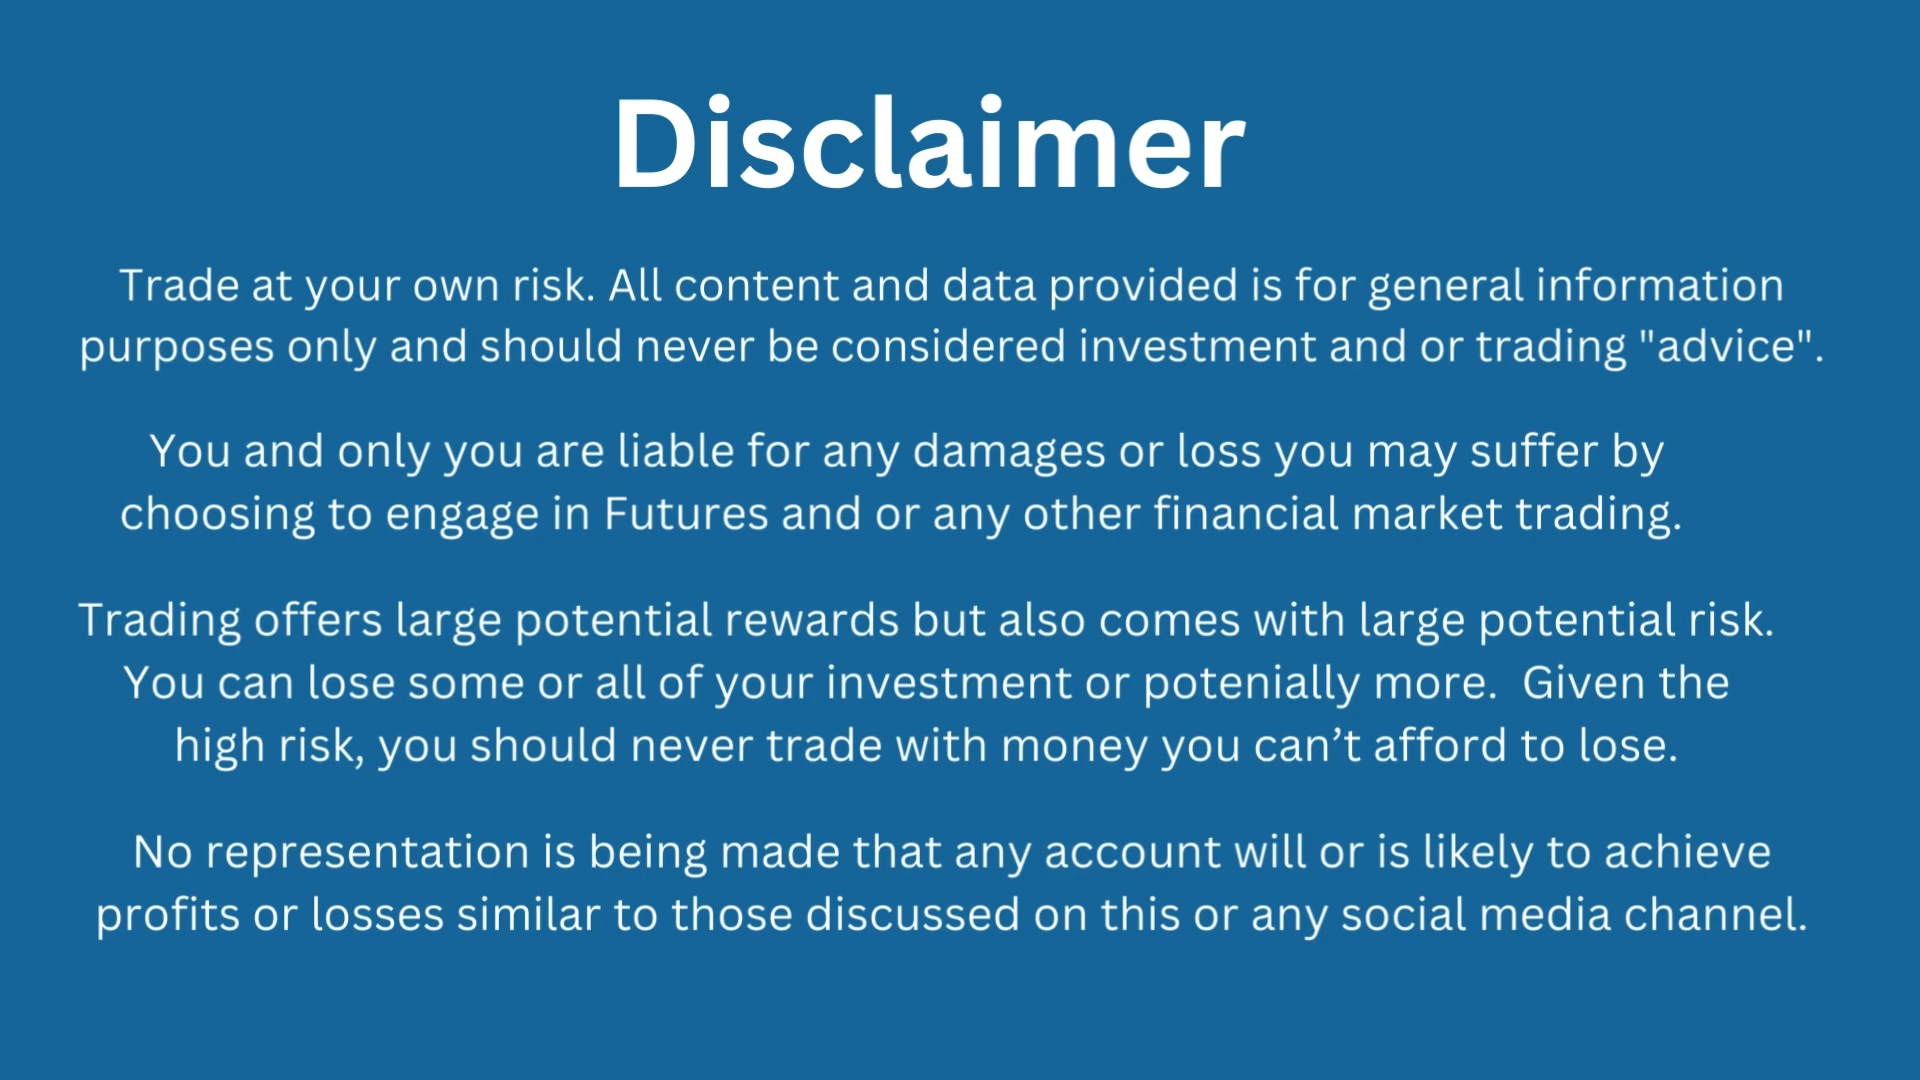 Disclaimer
Trade at your own risk. All content and data provided is for general information
purposes only and should never be considered investment and or trading "advice".
You and only you are liable for any damages or loss you may suffer by
choosing to engage in Futures and or any other financial market trading.
Trading offers large potential rewards but also comes with large potential risk.
You can lose some or all of your investment or potenially more.  Given the
high risk, you should never trade with money you can’t afford to lose.
No representation is being made that any account will or is likely to achieve
profits or losses similar to those discussed on this or any social media channel.